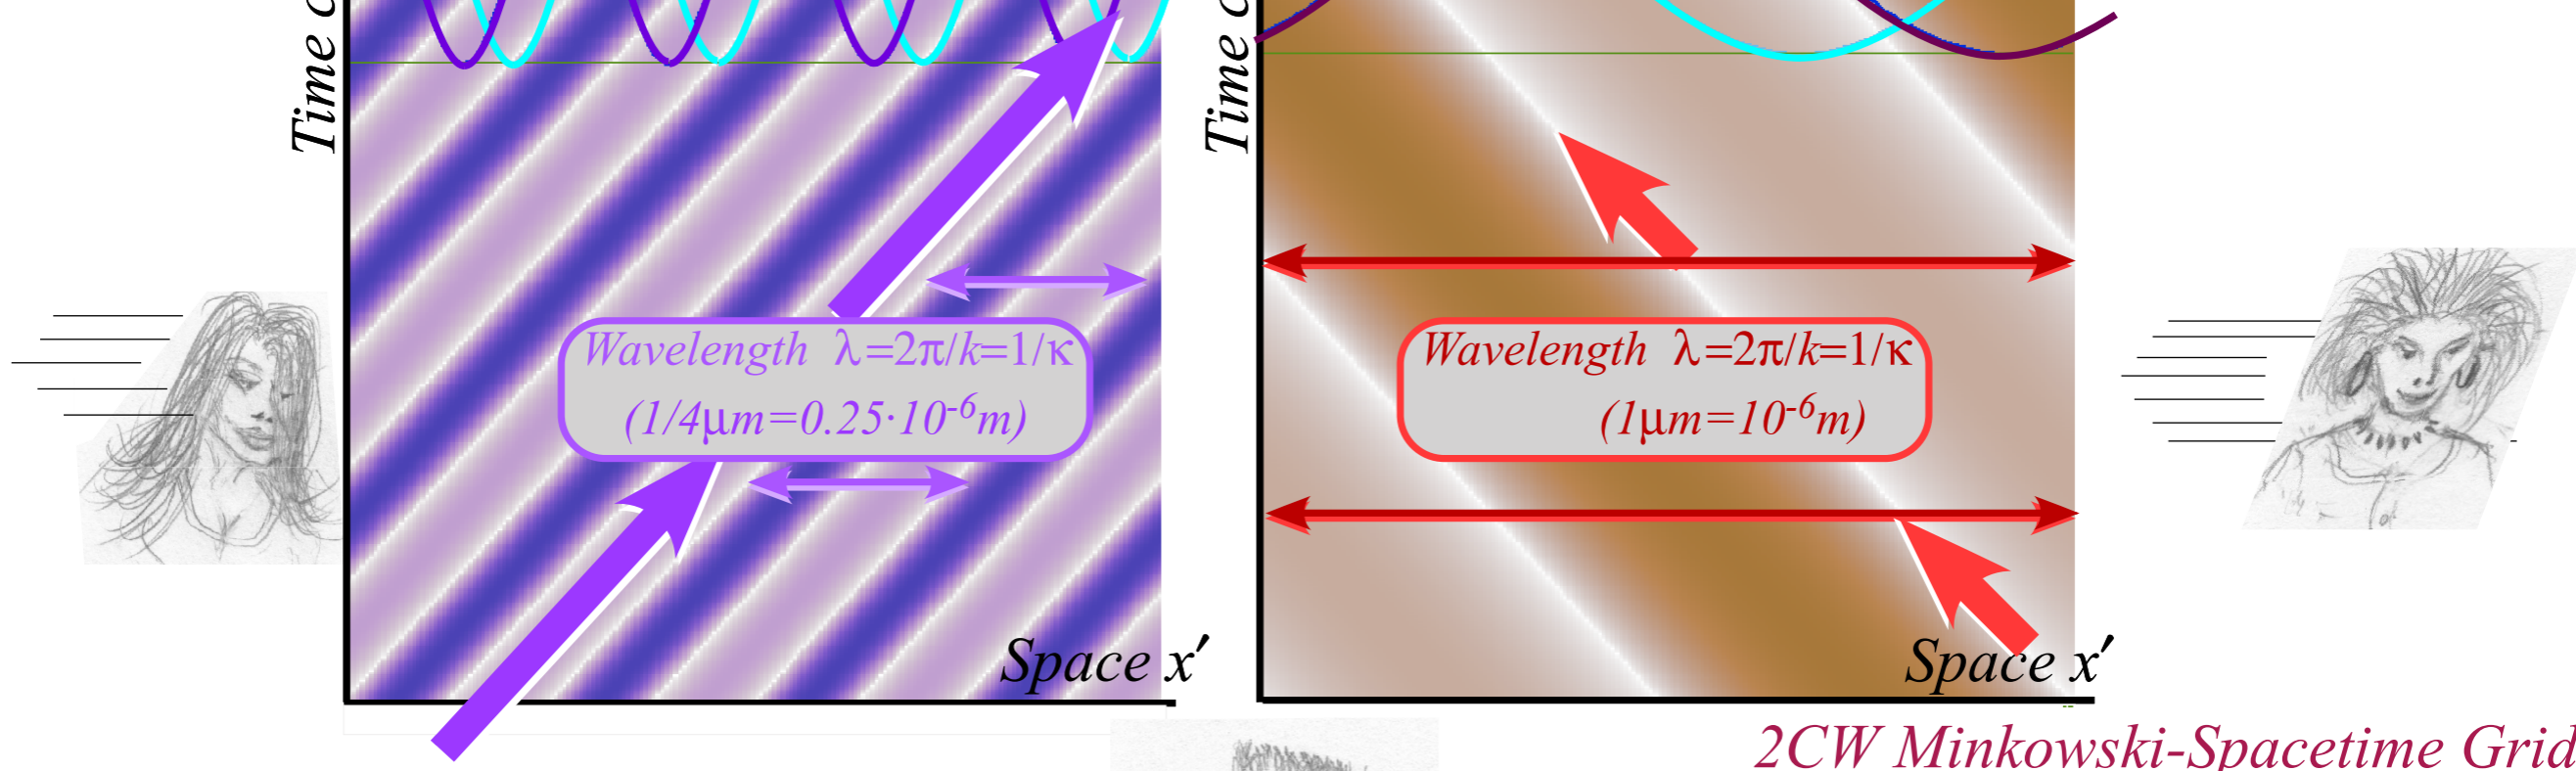 Time c
Wavelength λ=2π/k=1/κ
(1/4μm=0.25·10⁻⁶m)
Space x′
Time c
Wavelength λ=2π/k=1/κ
(1μm=10⁻⁶m)
Space x′
2CW Minkowski-Spacetime Grid